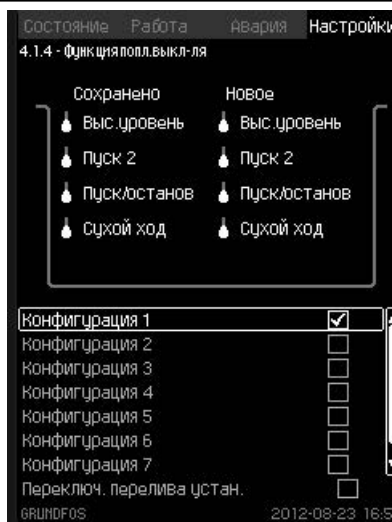 Состояние Работа Авария Настройки
4.1.4 - Функция попл.выкл-ля
Сохранено Новое
Выс.уровень Выс.уровень
Пуск 2 Пуск 2
Пуск/останов Пуск/останов
Сухой ход Сухой ход
Конфигурация 1
Конфигурация 2
Конфигурация 3
Конфигурация 4
Конфигурация 5
Конфигурация 6
Конфигурация 7
Переключ. перелива устан.
GRUNDFOS 2012-08-23 16:5